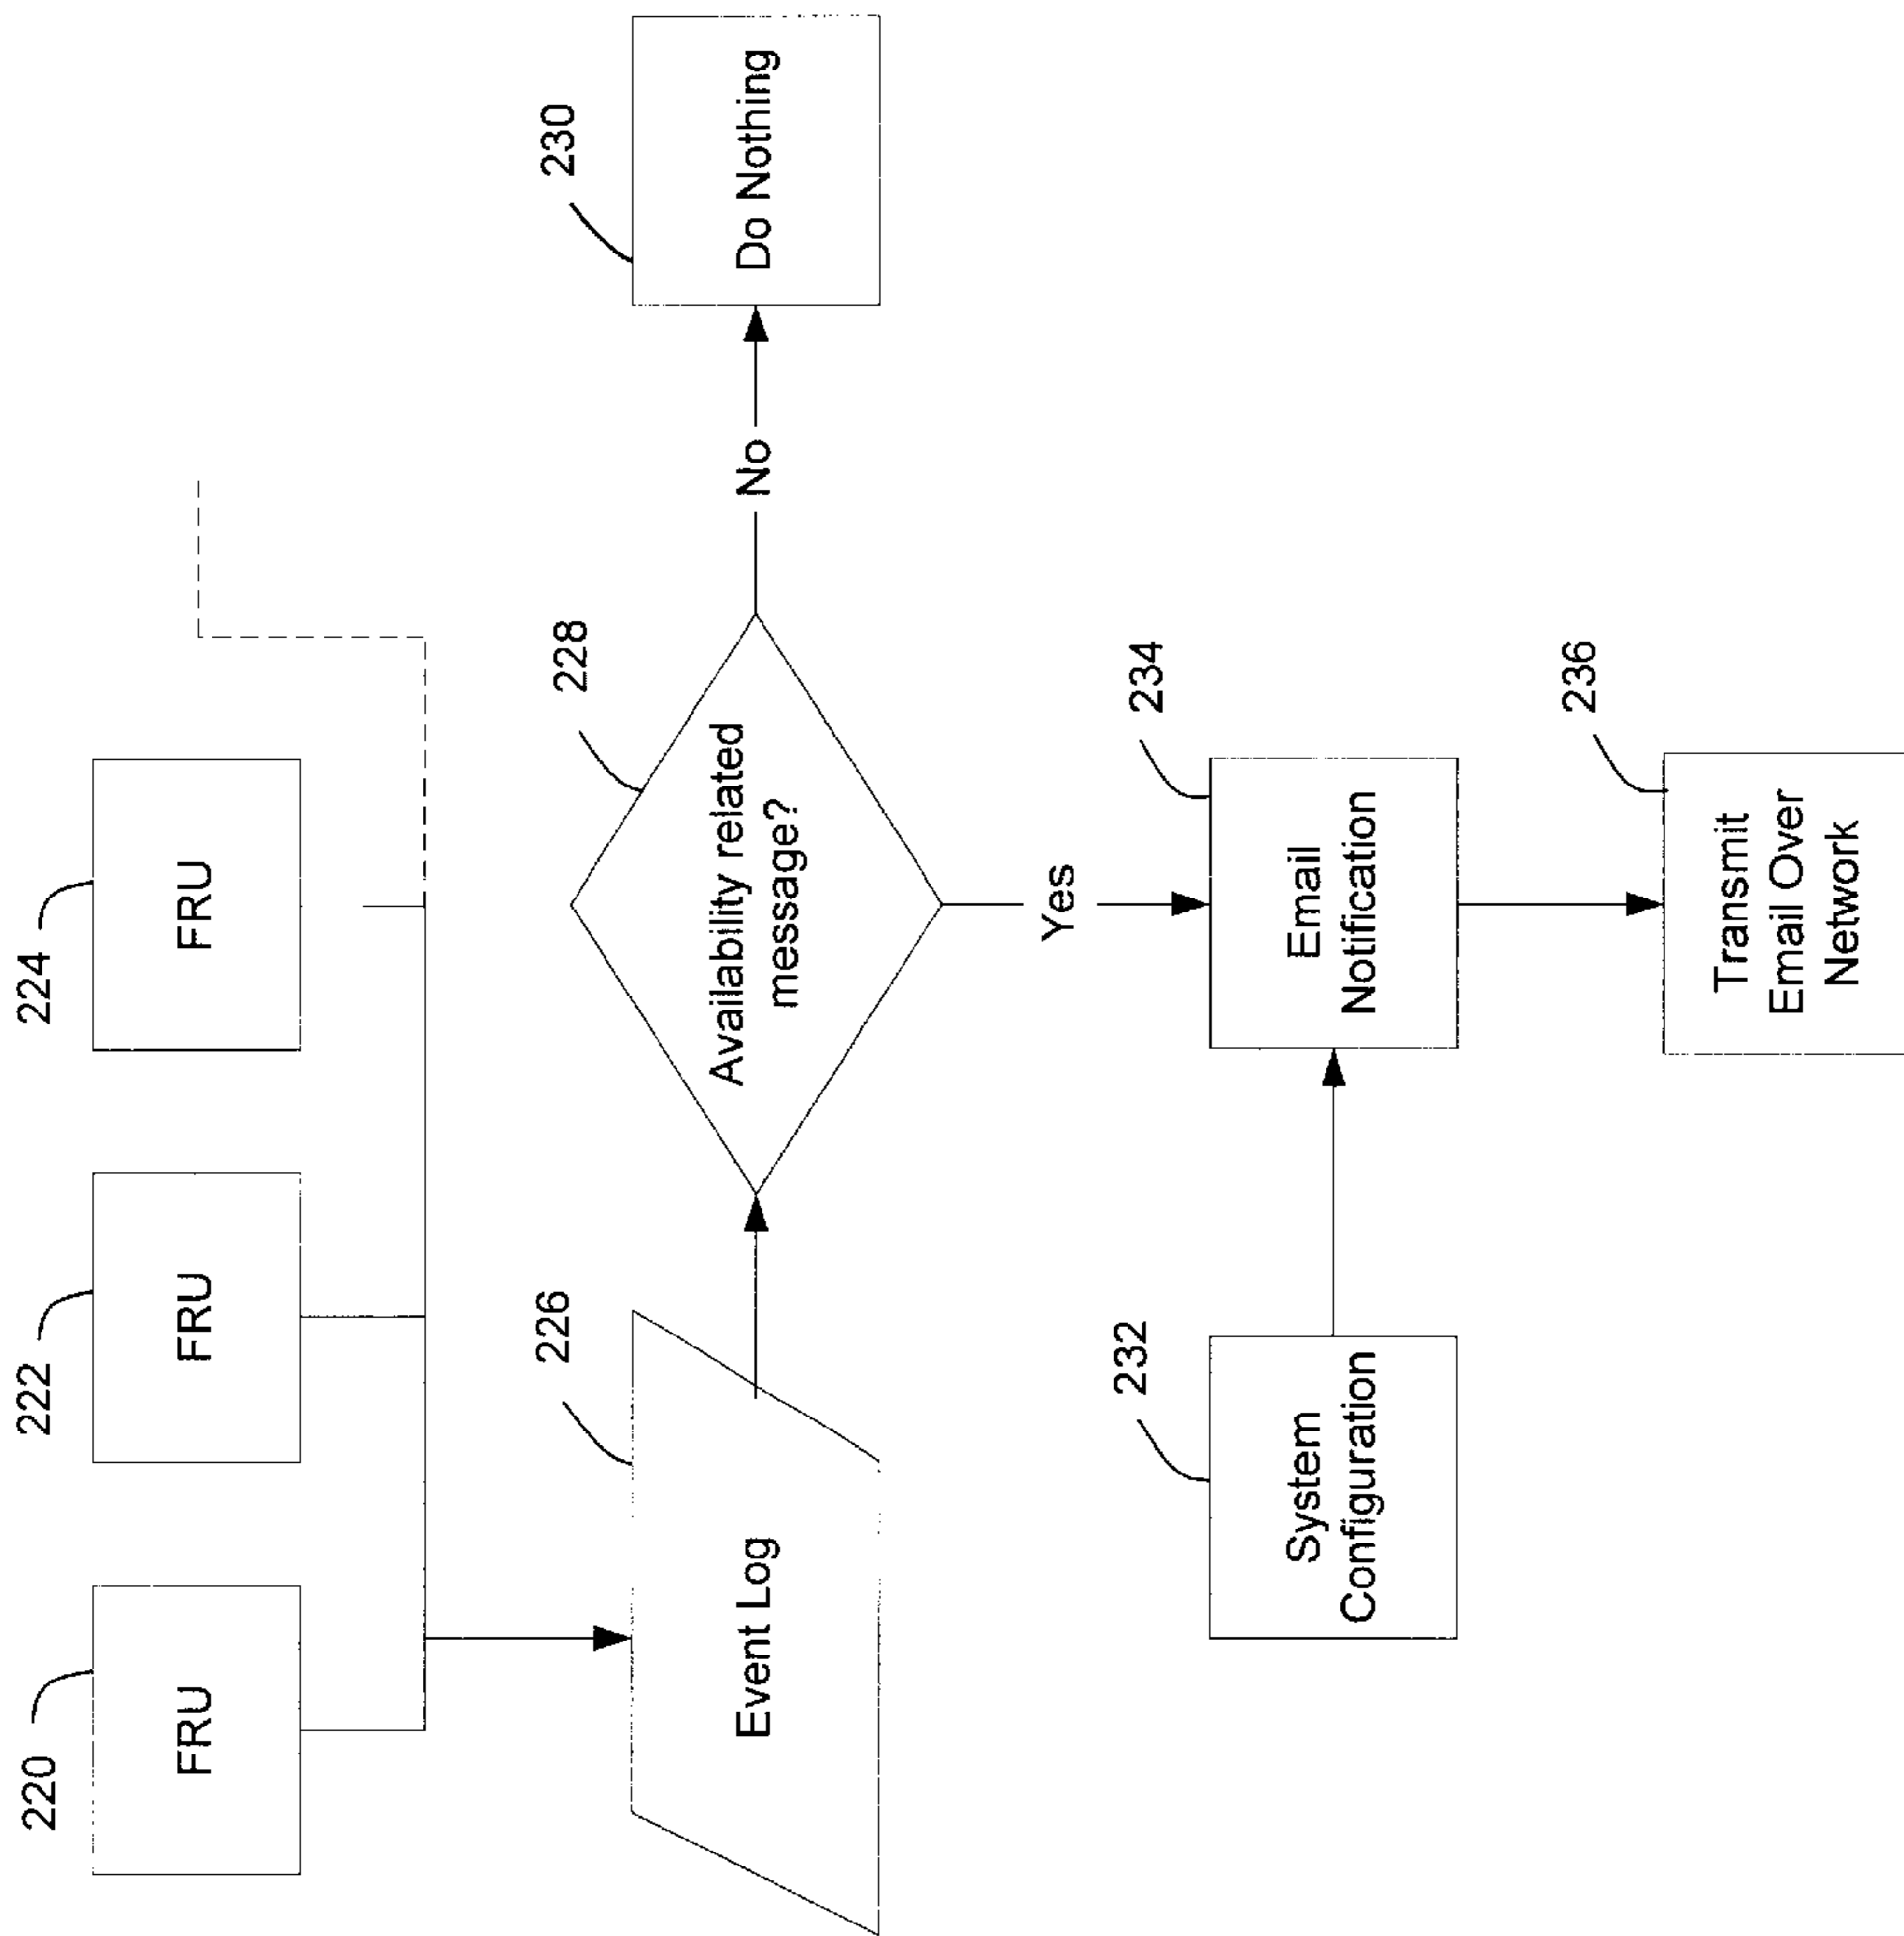 220
222
224
FRU
FRU
FRU
226
228
230
Event Log
Availability related
message?
No
Do Nothing
Yes
232
234
System
Configuration
Email
Notification
236
Transmit
Email Over
Network